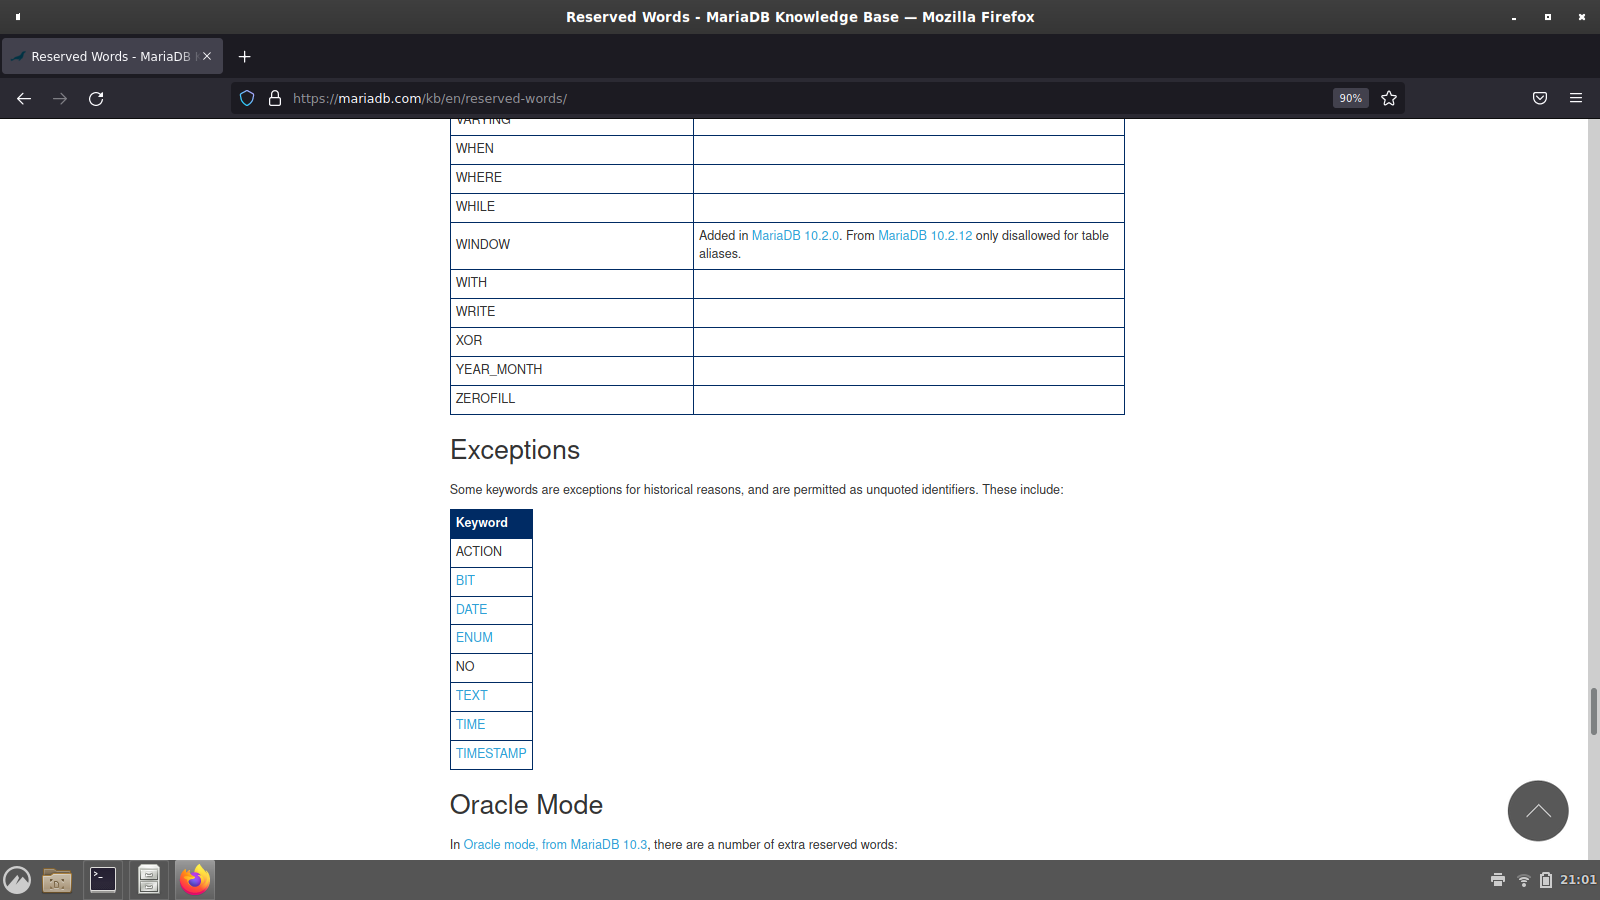 Reserved Words - MariaDB Knowledge Base — Mozilla Firefox
Reserved Words - MariaDB
https://mariadb.com/kb/en/reserved-words/
90%
VARYING
WHEN
WHERE
WHILE
WINDOW
Added in MariaDB 10.2.0. From MariaDB 10.2.12 only disallowed for table
aliases.
WITH
WRITE
XOR
YEAR_MONTH
ZEROFILL
Exceptions
Some keywords are exceptions for historical reasons, and are permitted as unquoted identifiers. These include:
Keyword
ACTION
BIT
DATE
ENUM
NO
TEXT
TIME
TIMESTAMP
Oracle Mode
In Oracle mode, from MariaDB 10.3, there are a number of extra reserved words:
21:01